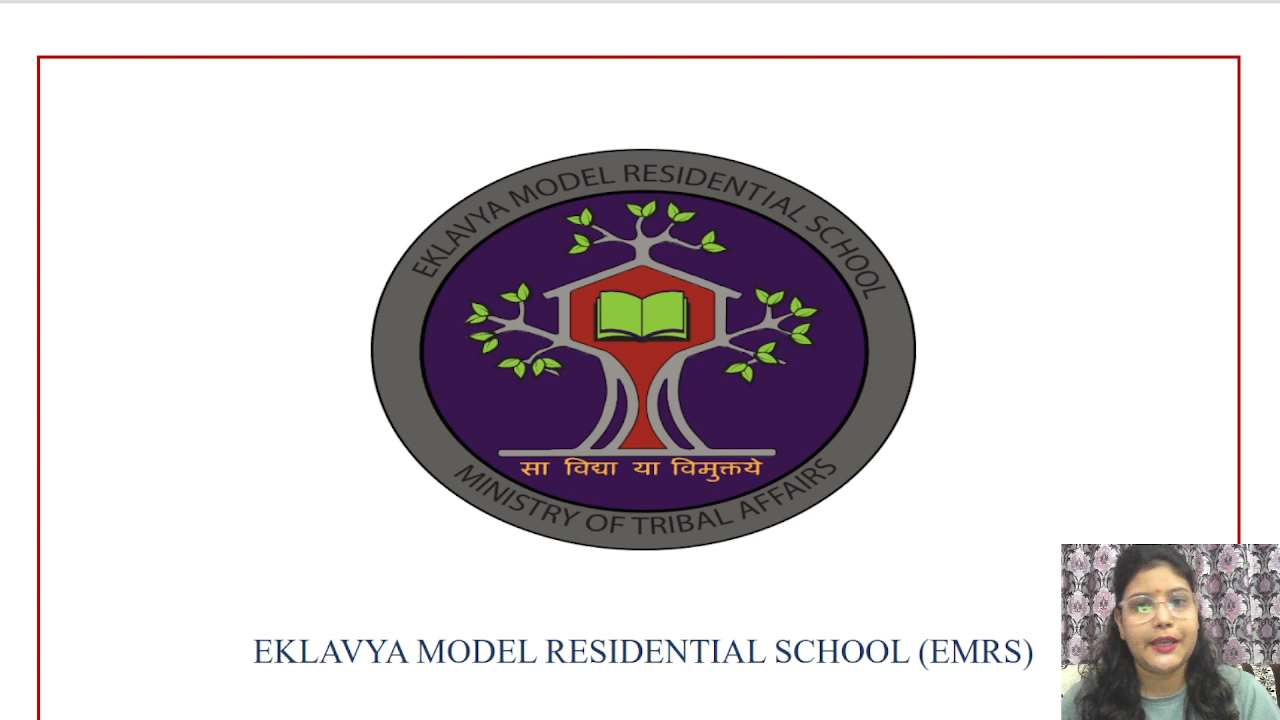 EKLAVYA MODEL RESIDENTIAL SCHOOL
सा विद्या या विमुक्तये
MINISTRY OF TRIBAL AFFAIRS
EKLAVYA MODEL RESIDENTIAL SCHOOL (EMRS)